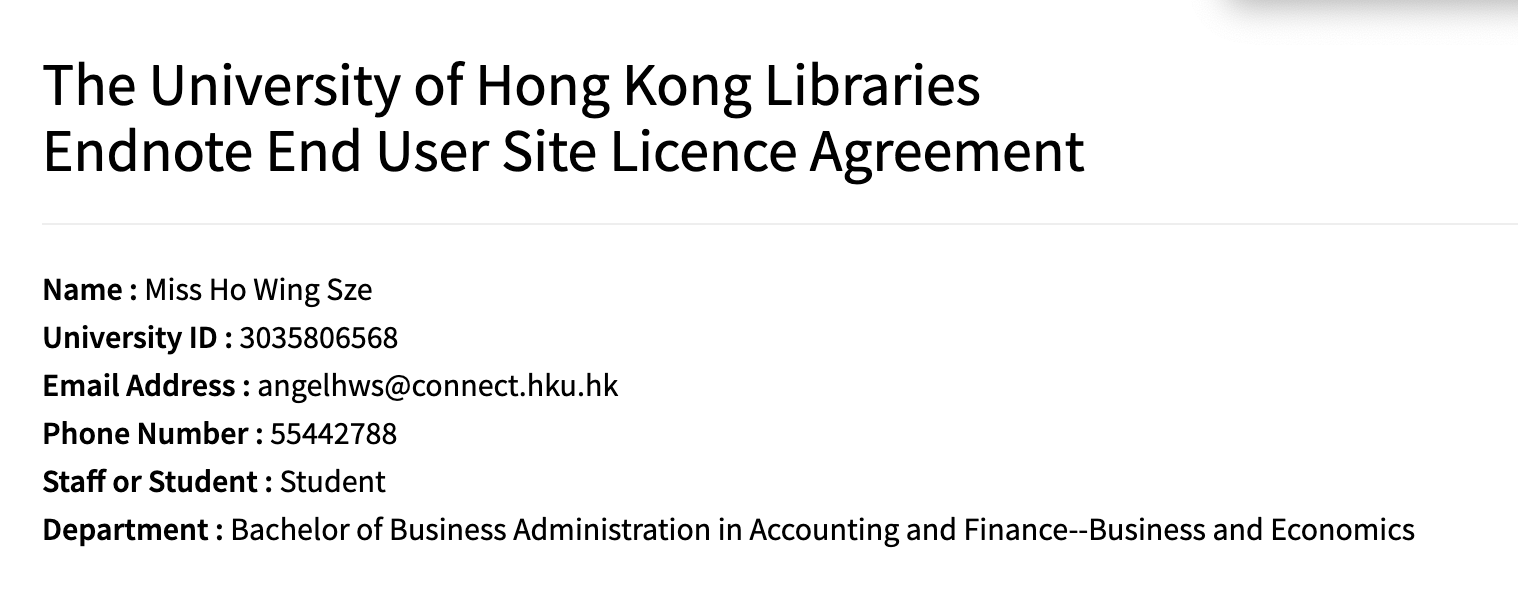 The University of Hong Kong Libraries
Endnote End User Site Licence Agreement
Name : Miss Ho Wing Sze
University ID : 3035806568
Email Address : angelhws@connect.hku.hk
Phone Number : 55442788
Staff or Student : Student
Department : Bachelor of Business Administration in Accounting and Finance--Business and Economics